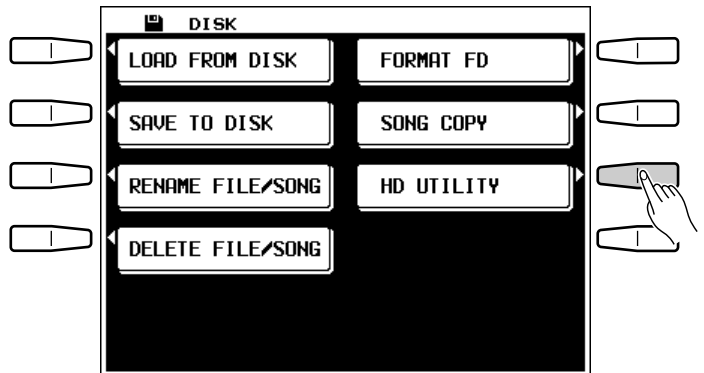 DISK
LOAD FROM DISK
FORMAT FD
SAVE TO DISK
SONG COPY
RENAME FILE/SONG
HD UTILITY
DELETE FILE/SONG